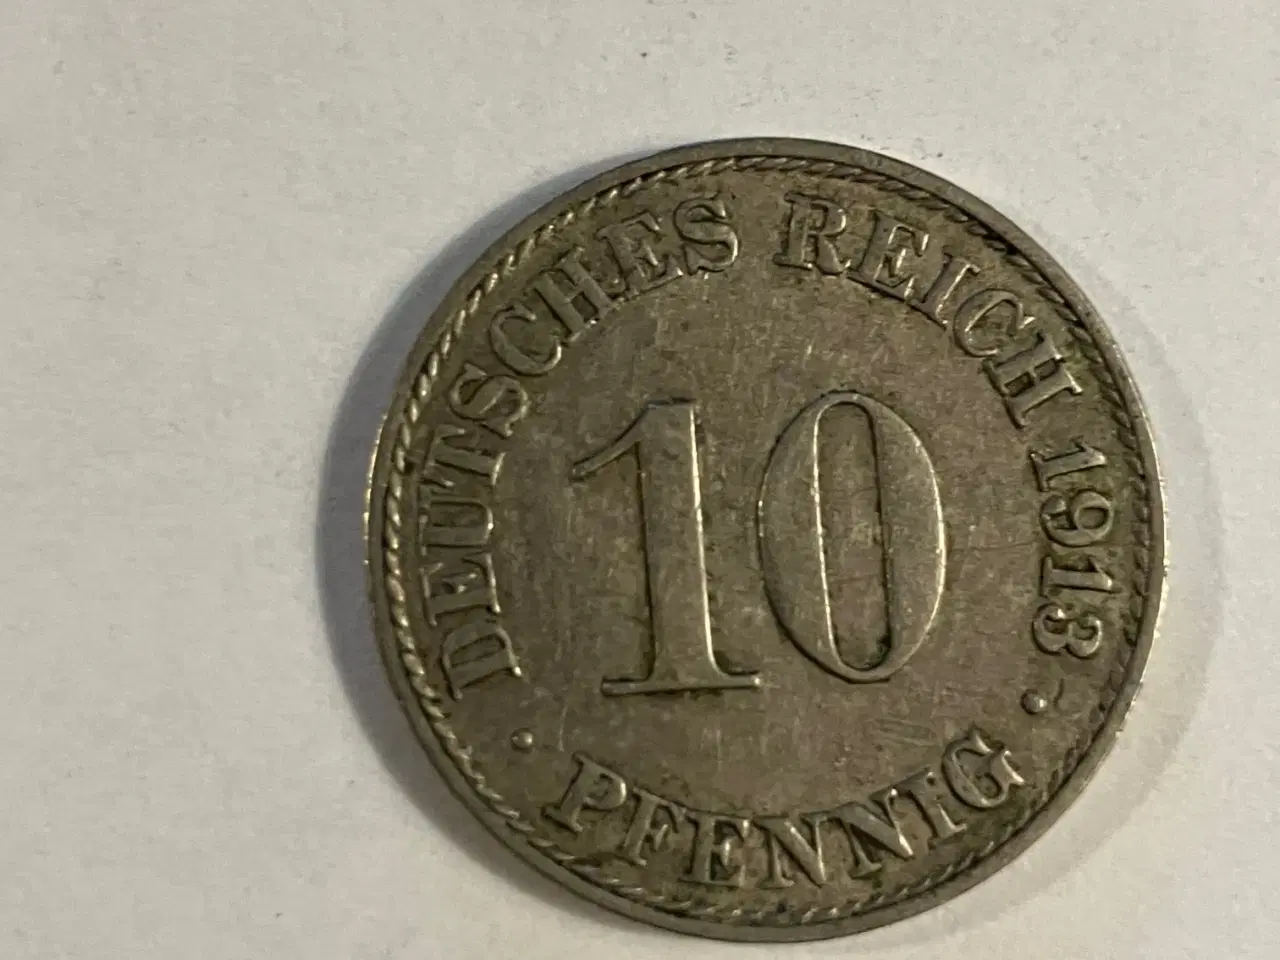 DEUTSCHES REICH 1913
10
· PFENNIG ·